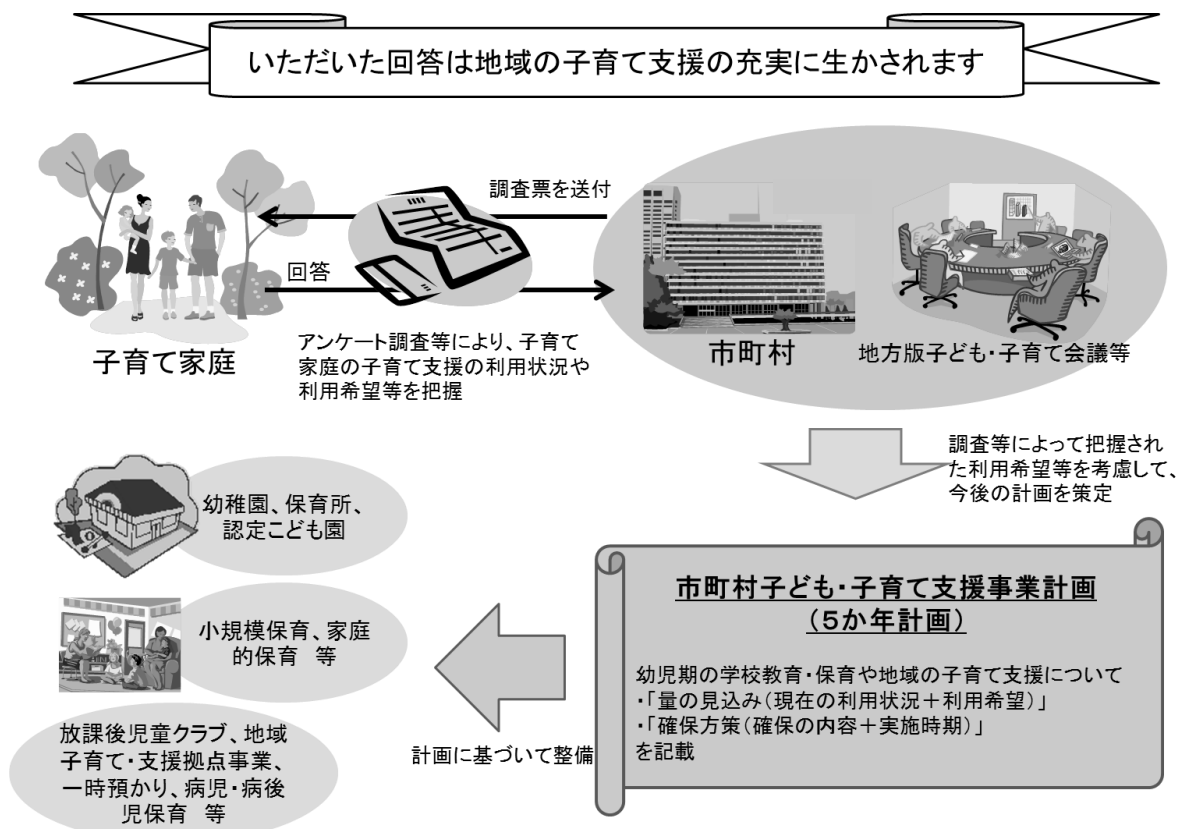 いただいた回答は地域の子育て支援の充実に生かされます
調査票を送付
回答
子育て家庭
アンケート調査等により、子育て
家庭の子育て支援の利用状況や
利用希望等を把握
市町村
地方版子ども・子育て会議等
調査等によって把握され
た利用希望等を考慮して、
今後の計画を策定
市町村子ども・子育て支援事業計画
（５か年計画）
幼児期の学校教育・保育や地域の子育て支援について
・「量の見込み（現在の利用状況＋利用希望）」
・「確保方策（確保の内容＋実施時期）」
を記載
計画に基づいて整備
幼稚園、保育所、
認定こども園
小規模保育、家庭
的保育　等
放課後児童クラブ、地域
子育て・支援拠点事業、
一時預かり、病児・病後
児保育　等